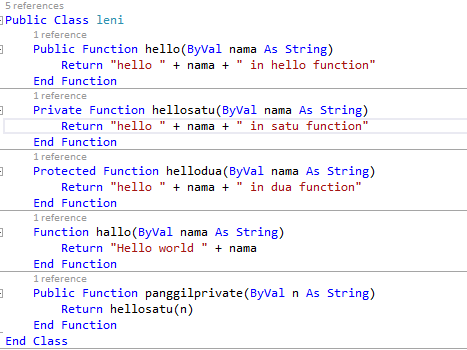 5 references
Public Class leni
1 reference
Public Function hello(ByVal nama As String)
Return "hello " + nama + " in hello function"
End Function
1 reference
Private Function hellosatu(ByVal nama As String)
Return "hello " + nama + " in satu function"
End Function
1 reference
Protected Function hellodua(ByVal nama As String)
Return "hello " + nama + " in dua function"
End Function
1 reference
Function hallo(ByVal nama As String)
Return "Hello world " + nama
End Function
1 reference
Public Function panggilprivate(ByVal n As String)
Return hellosatu(n)
End Function
End Class